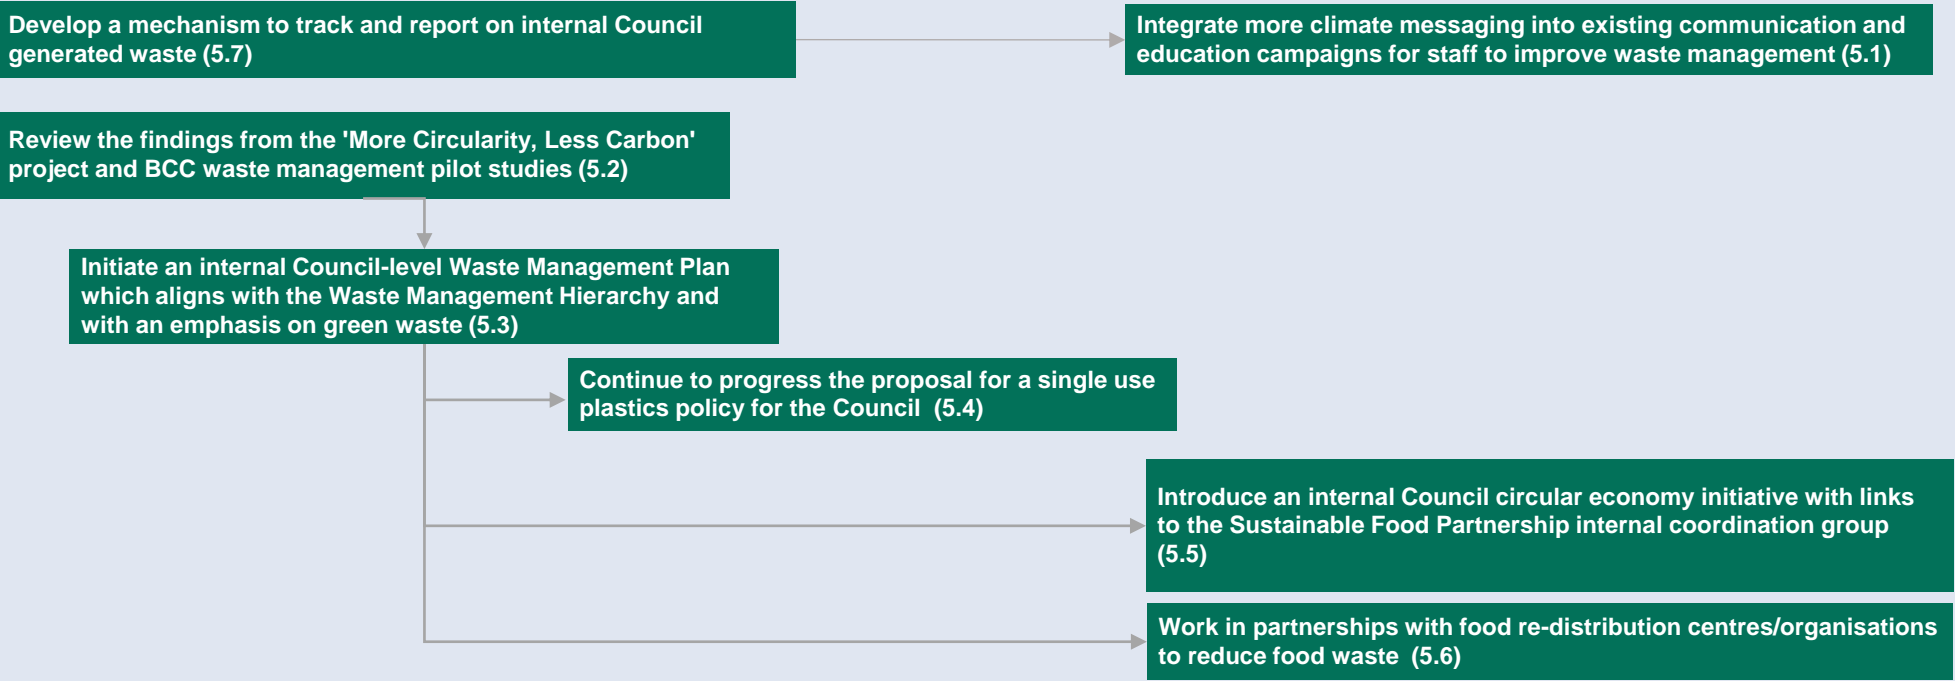 Develop a mechanism to track and report on internal Council
generated waste (5.7)
Integrate more climate messaging into existing communication and
education campaigns for staff to improve waste management (5.1)
Review the findings from the 'More Circularity, Less Carbon'
project and BCC waste management pilot studies (5.2)
Initiate an internal Council-level Waste Management Plan
which aligns with the Waste Management Hierarchy and
with an emphasis on green waste (5.3)
Continue to progress the proposal for a single use
plastics policy for the Council (5.4)
Introduce an internal Council circular economy initiative with links
to the Sustainable Food Partnership internal coordination group
(5.5)
Work in partnerships with food re-distribution centres/organisations
to reduce food waste (5.6)